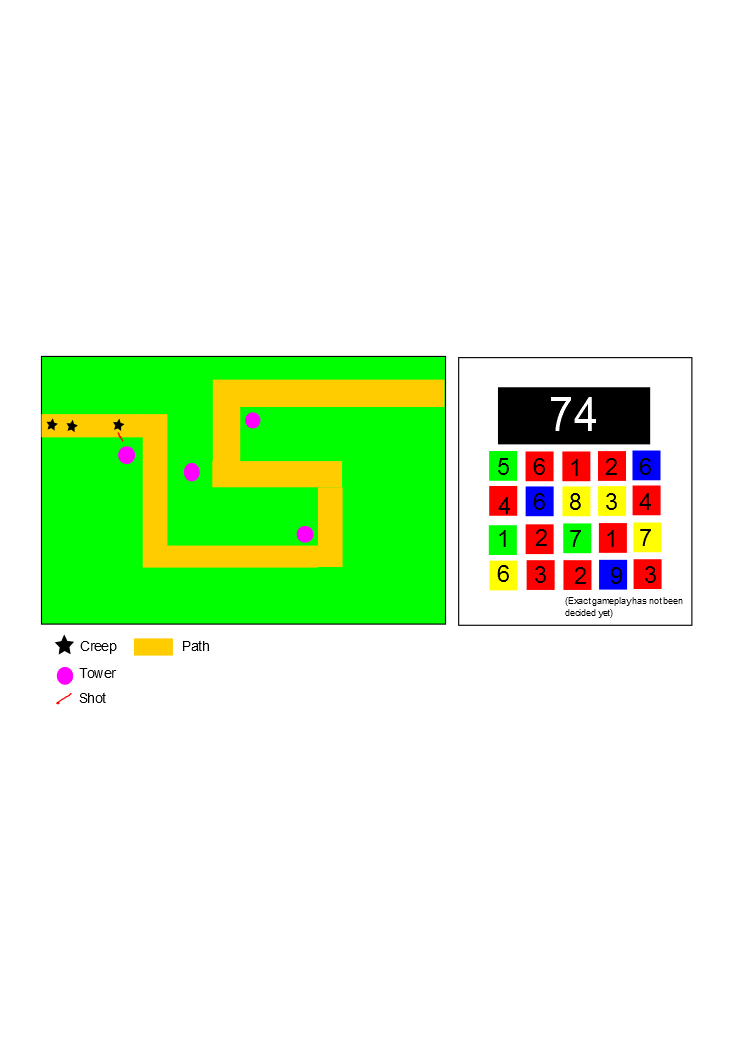 74
5 6 1 2 6
4 6 8 3 4
1 2 7 1 7
6 3 2 9 3
(Exact gameplay has not been
decided yet)
Creep Path
Tower
Shot